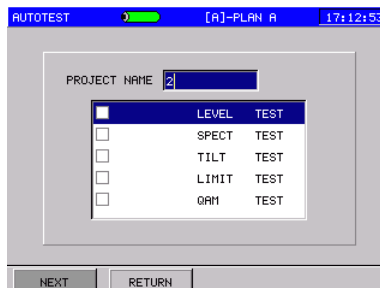 AUTOTEST [A]-PLAN A 17:12:53
PROJECT NAME 2
LEVEL TEST
SPECT TEST
TILT TEST
LIMIT TEST
QAM TEST
NEXT RETURN